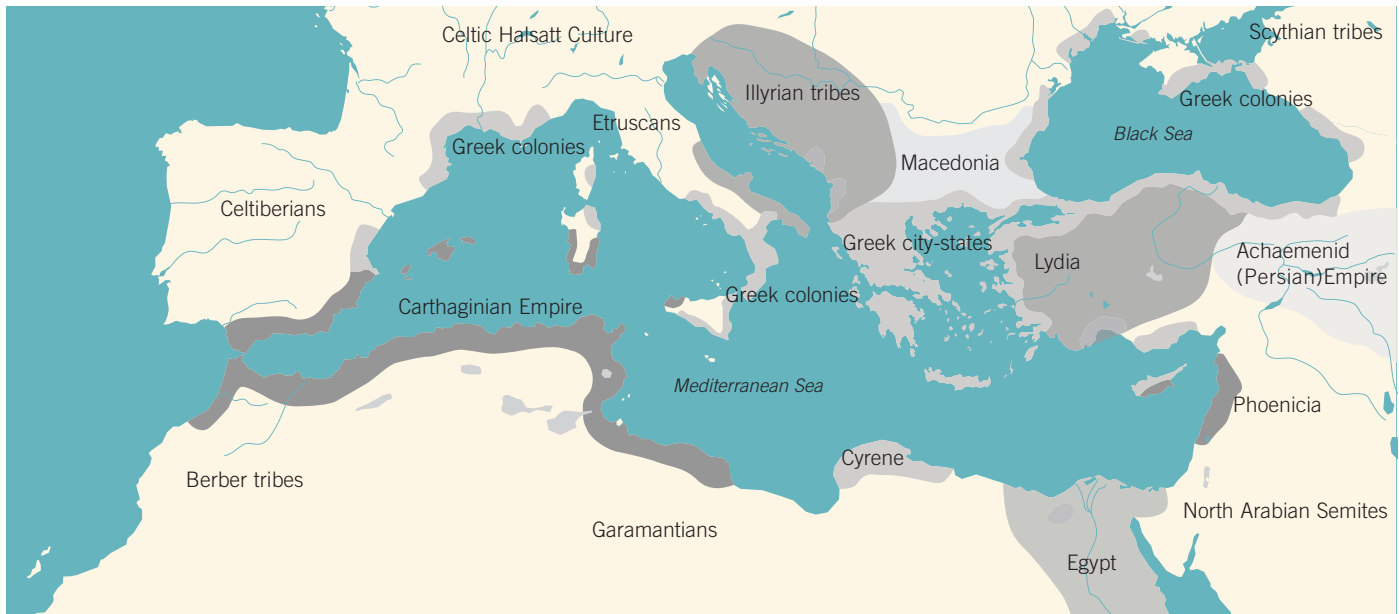 Celtic Halsatt Culture
Scythian tribes
Illyrian tribes
Greek colonies
Etruscans
Black Sea
Greek colonies
Macedonia
Celtiberians
Greek city-states
Lydia
Achaemenid
(Persian)Empire
Greek colonies
Carthaginian Empire
Mediterranean Sea
Phoenicia
Cyrene
Berber tribes
North Arabian Semites
Garamantians
Egypt